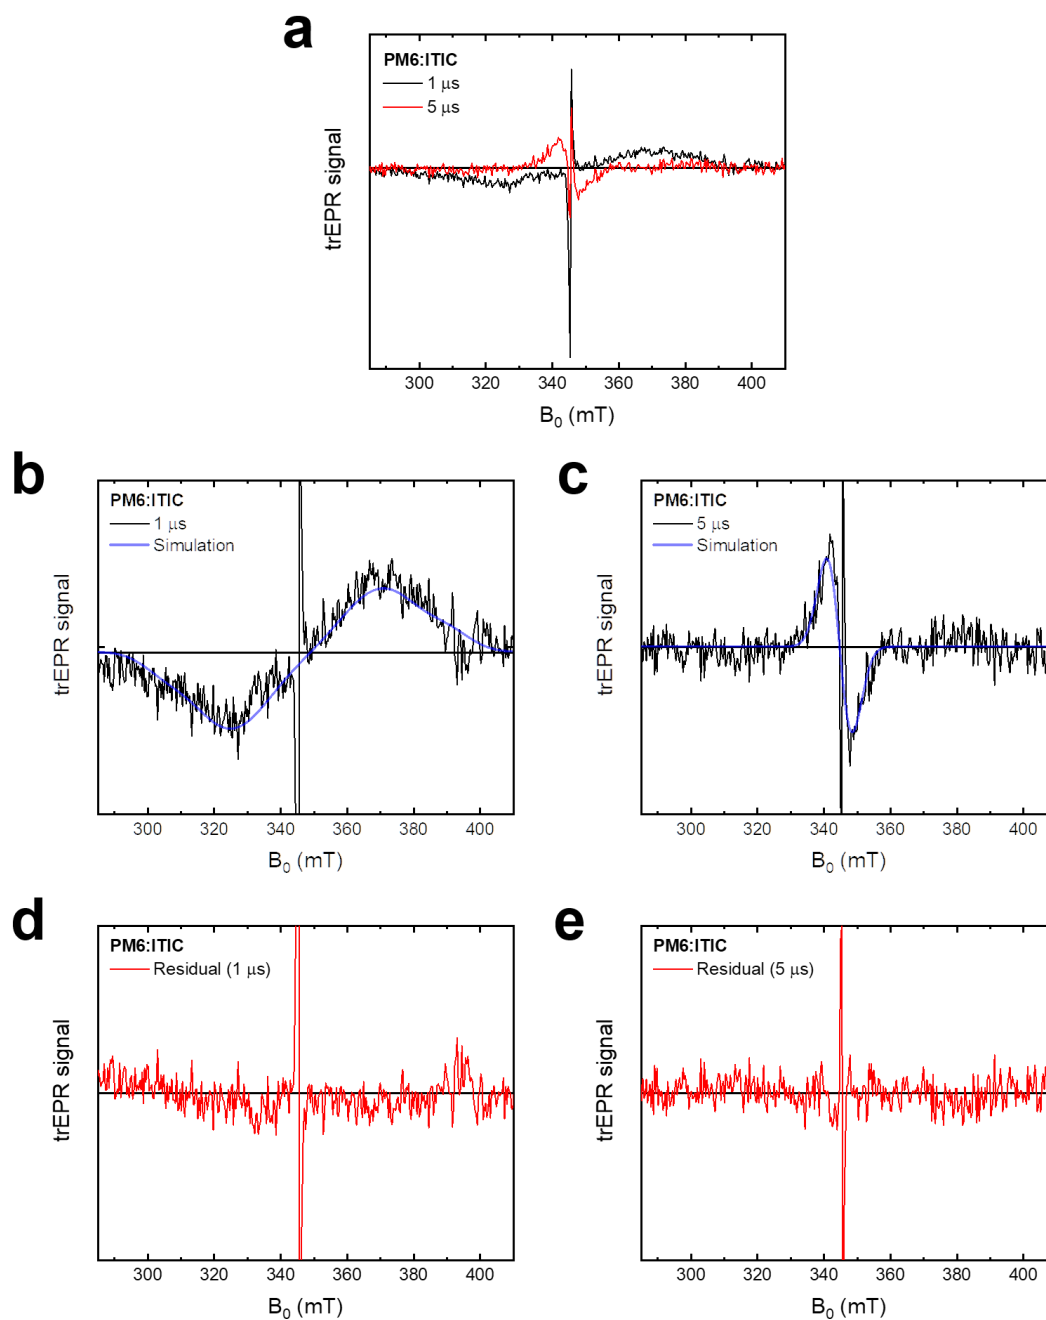 a
PM6:ITIC
1 μs
5 μs
trEPR signal
300 320 340 360 380 400
B₀ (mT)
b
PM6:ITIC
1 μs
Simulation
trEPR signal
300 320 340 360 380 400
B₀ (mT)
c
PM6:ITIC
5 μs
Simulation
trEPR signal
300 320 340 360 380 400
B₀ (mT)
d
PM6:ITIC
Residual (1 μs)
trEPR signal
300 320 340 360 380 400
B₀ (mT)
e
PM6:ITIC
Residual (5 μs)
trEPR signal
300 320 340 360 380 400
B₀ (mT)